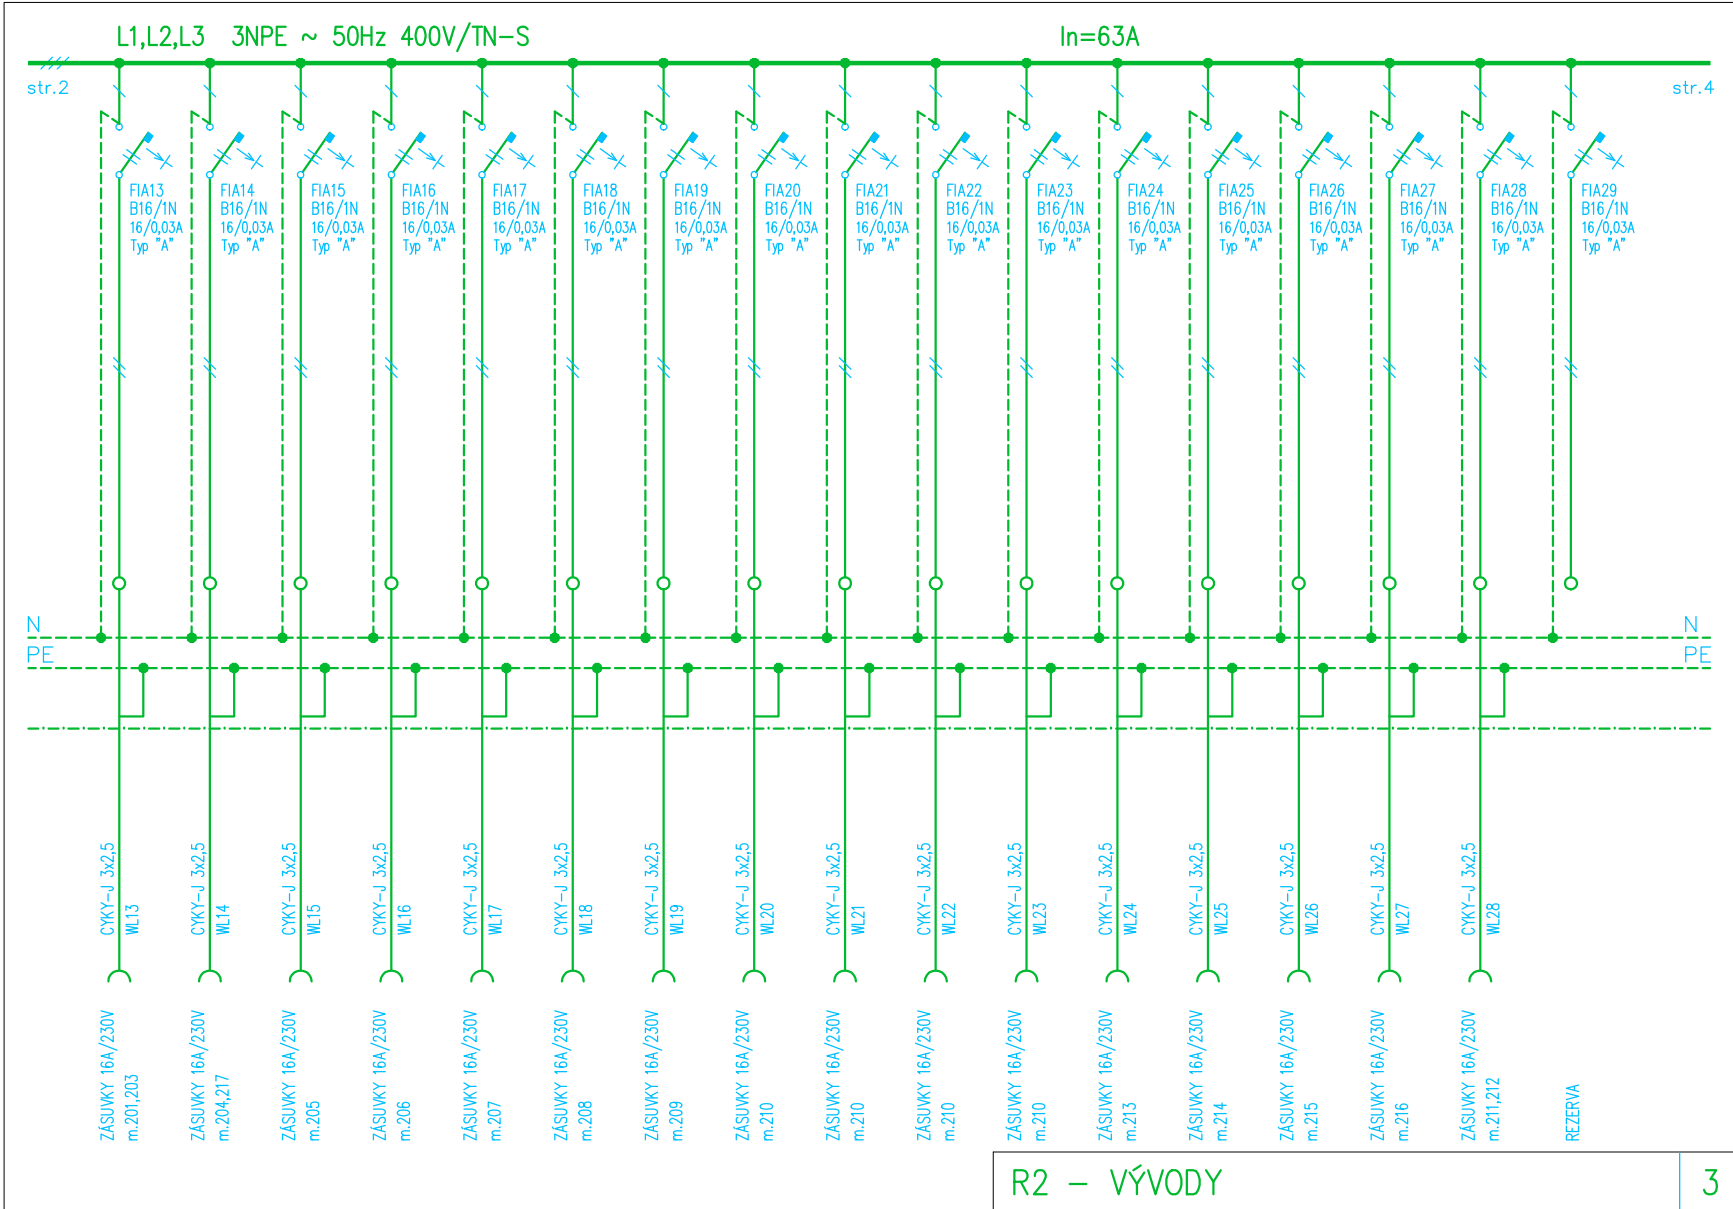 L1,L2,L3 3NPE ~ 50Hz 400V/TN-S
In=63A
str.2
str.4
FIA13
B16/1N
16/0,03A
Typ "A"
FIA14
B16/1N
16/0,03A
Typ "A"
FIA15
B16/1N
16/0,03A
Typ "A"
FIA16
B16/1N
16/0,03A
Typ "A"
FIA17
B16/1N
16/0,03A
Typ "A"
FIA18
B16/1N
16/0,03A
Typ "A"
FIA19
B16/1N
16/0,03A
Typ "A"
FIA20
B16/1N
16/0,03A
Typ "A"
FIA21
B16/1N
16/0,03A
Typ "A"
FIA22
B16/1N
16/0,03A
Typ "A"
FIA23
B16/1N
16/0,03A
Typ "A"
FIA24
B16/1N
16/0,03A
Typ "A"
FIA25
B16/1N
16/0,03A
Typ "A"
FIA26
B16/1N
16/0,03A
Typ "A"
FIA27
B16/1N
16/0,03A
Typ "A"
FIA28
B16/1N
16/0,03A
Typ "A"
FIA29
B16/1N
16/0,03A
Typ "A"
N
N
PE
PE
CYKY-J 3x2,5
WL13
CYKY-J 3x2,5
WL14
CYKY-J 3x2,5
WL15
CYKY-J 3x2,5
WL16
CYKY-J 3x2,5
WL17
CYKY-J 3x2,5
WL18
CYKY-J 3x2,5
WL19
CYKY-J 3x2,5
WL20
CYKY-J 3x2,5
WL21
CYKY-J 3x2,5
WL22
CYKY-J 3x2,5
WL23
CYKY-J 3x2,5
WL24
CYKY-J 3x2,5
WL25
CYKY-J 3x2,5
WL26
CYKY-J 3x2,5
WL27
CYKY-J 3x2,5
WL28
ZÁSUVKY 16A/230V
m.201,203
ZÁSUVKY 16A/230V
m.204,217
ZÁSUVKY 16A/230V
m.205
ZÁSUVKY 16A/230V
m.206
ZÁSUVKY 16A/230V
m.207
ZÁSUVKY 16A/230V
m.208
ZÁSUVKY 16A/230V
m.209
ZÁSUVKY 16A/230V
m.210
ZÁSUVKY 16A/230V
m.210
ZÁSUVKY 16A/230V
m.210
ZÁSUVKY 16A/230V
m.210
ZÁSUVKY 16A/230V
m.213
ZÁSUVKY 16A/230V
m.214
ZÁSUVKY 16A/230V
m.215
ZÁSUVKY 16A/230V
m.216
ZÁSUVKY 16A/230V
m.211,212
REZERVA
R2 - VÝVODY
3